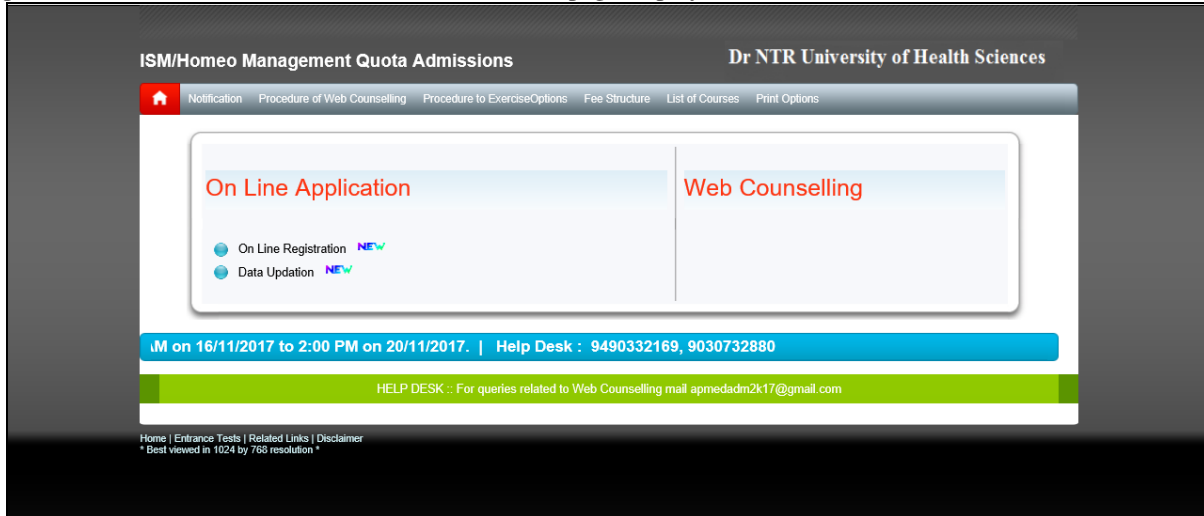 ISM/Homeo Management Quota Admissions
Dr NTR University of Health Sciences
Notification Procedure of Web Counselling Procedure to ExerciseOptions Fee Structure List of Courses Print Options
On Line Application
Web Counselling
On Line Registration NEW
Data Updation NEW
AM on 16/11/2017 to 2:00 PM on 20/11/2017. | Help Desk : 9490332169, 9030732880
HELP DESK :: For queries related to Web Counselling mail apmedadm2k17@gmail.com
Home | Entrance Tests | Related Links | Disclaimer
* Best viewed in 1024 by 768 resolution *